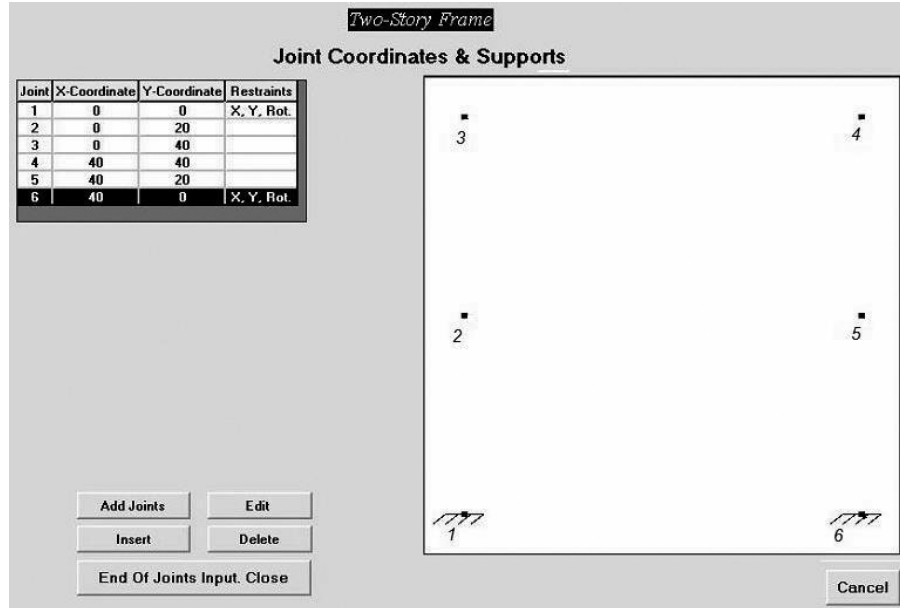 Two-Story Frame
Joint Coordinates & Supports
Joint X-Coordinate Y-Coordinate Restraints
1 0 0 X, Y, Rot.
2 0 20
3 0 40
4 40 40
5 40 20
6 40 0 X, Y, Rot.
3 4
2 5
1 6
Add Joints Edit
Insert Delete
End Of Joints Input. Close
Cancel